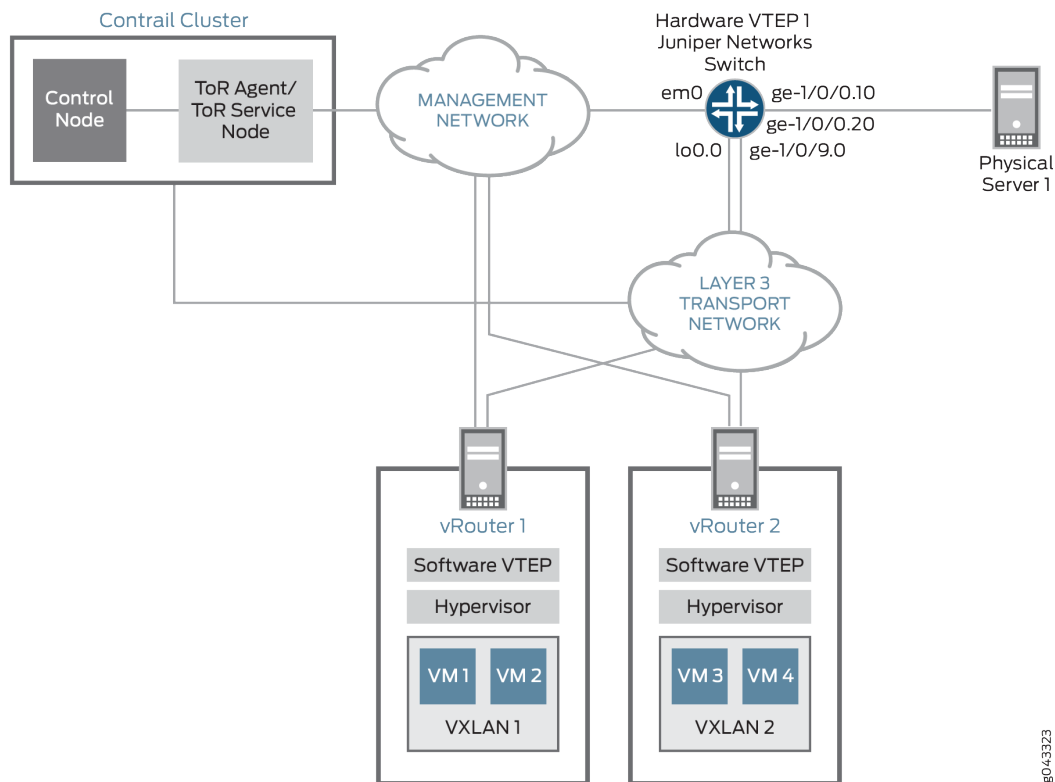 Contrail Cluster
Control
Node
ToR Agent/
ToR Service
Node
MANAGEMENT
NETWORK
Hardware VTEP 1
Juniper Networks
Switch
em0
ge-1/0/0.10
ge-1/0/0.20
lo0.0
ge-1/0/9.0
Physical
Server 1
LAYER 3
TRANSPORT
NETWORK
vRouter 1
Software VTEP
Hypervisor
VM 1
VM 2
VXLAN 1
vRouter 2
Software VTEP
Hypervisor
VM 3
VM 4
VXLAN 2
g043323